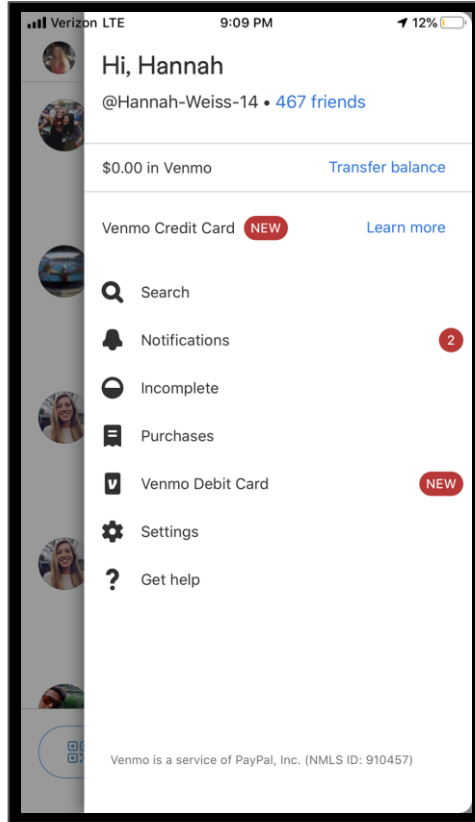 Verizon LTE 9:09 PM 12%
Hi, Hannah
@Hannah-Weiss-14 • 467 friends
$0.00 in Venmo Transfer balance
Venmo Credit Card NEW Learn more
Search
Notifications 2
Incomplete
Purchases
Venmo Debit Card NEW
Settings
Get help
Venmo is a service of PayPal, Inc. (NMLS ID: 910457)